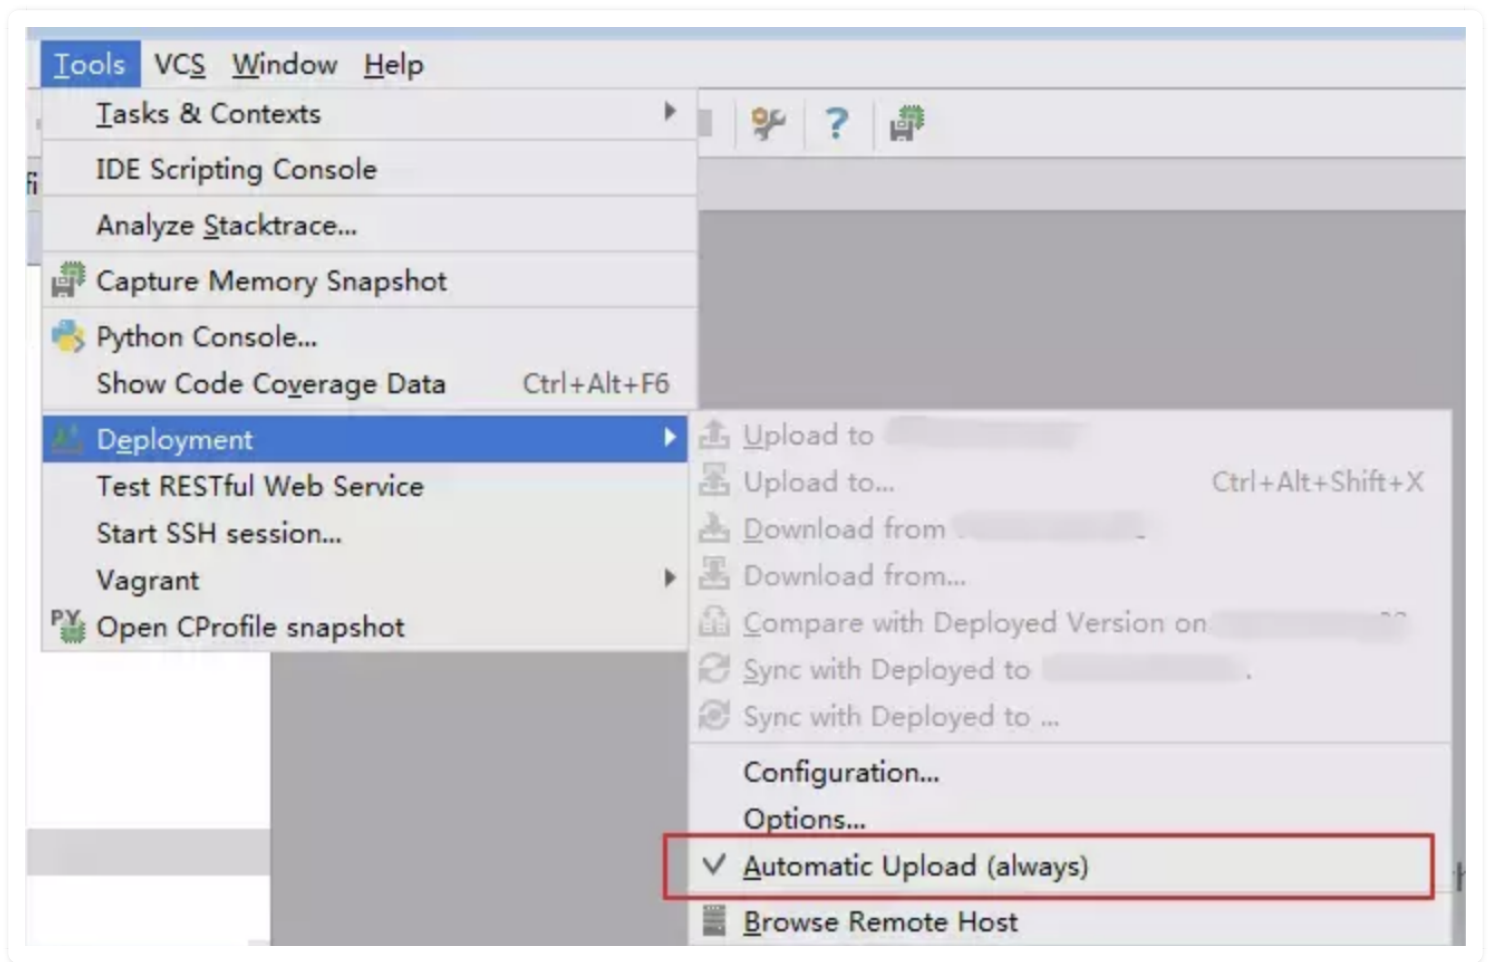 Tools VCS Window Help
Tasks & Contexts
IDE Scripting Console
fi
Analyze Stacktrace...
Capture Memory Snapshot
Python Console...
Show Code Coverage Data Ctrl+Alt+F6
Deployment
Test RESTful Web Service
Start SSH session...
Vagrant
Open CProfile snapshot
Upload to
Upload to... Ctrl+Alt+Shift+X
Download from
Download from...
Compare with Deployed Version on
Sync with Deployed to
Sync with Deployed to ...
Configuration...
Options...
Automatic Upload (always)
Browse Remote Host